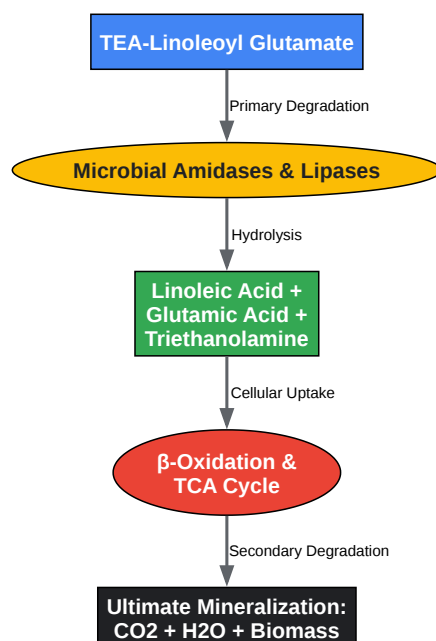 TEA-Linoleoyl Glutamate
Primary Degradation
Microbial Amidases & Lipases
Hydrolysis
Linoleic Acid +
Glutamic Acid +
Triethanolamine
Cellular Uptake
β-Oxidation &
TCA Cycle
Secondary Degradation
Ultimate Mineralization:
CO2 + H2O + Biomass